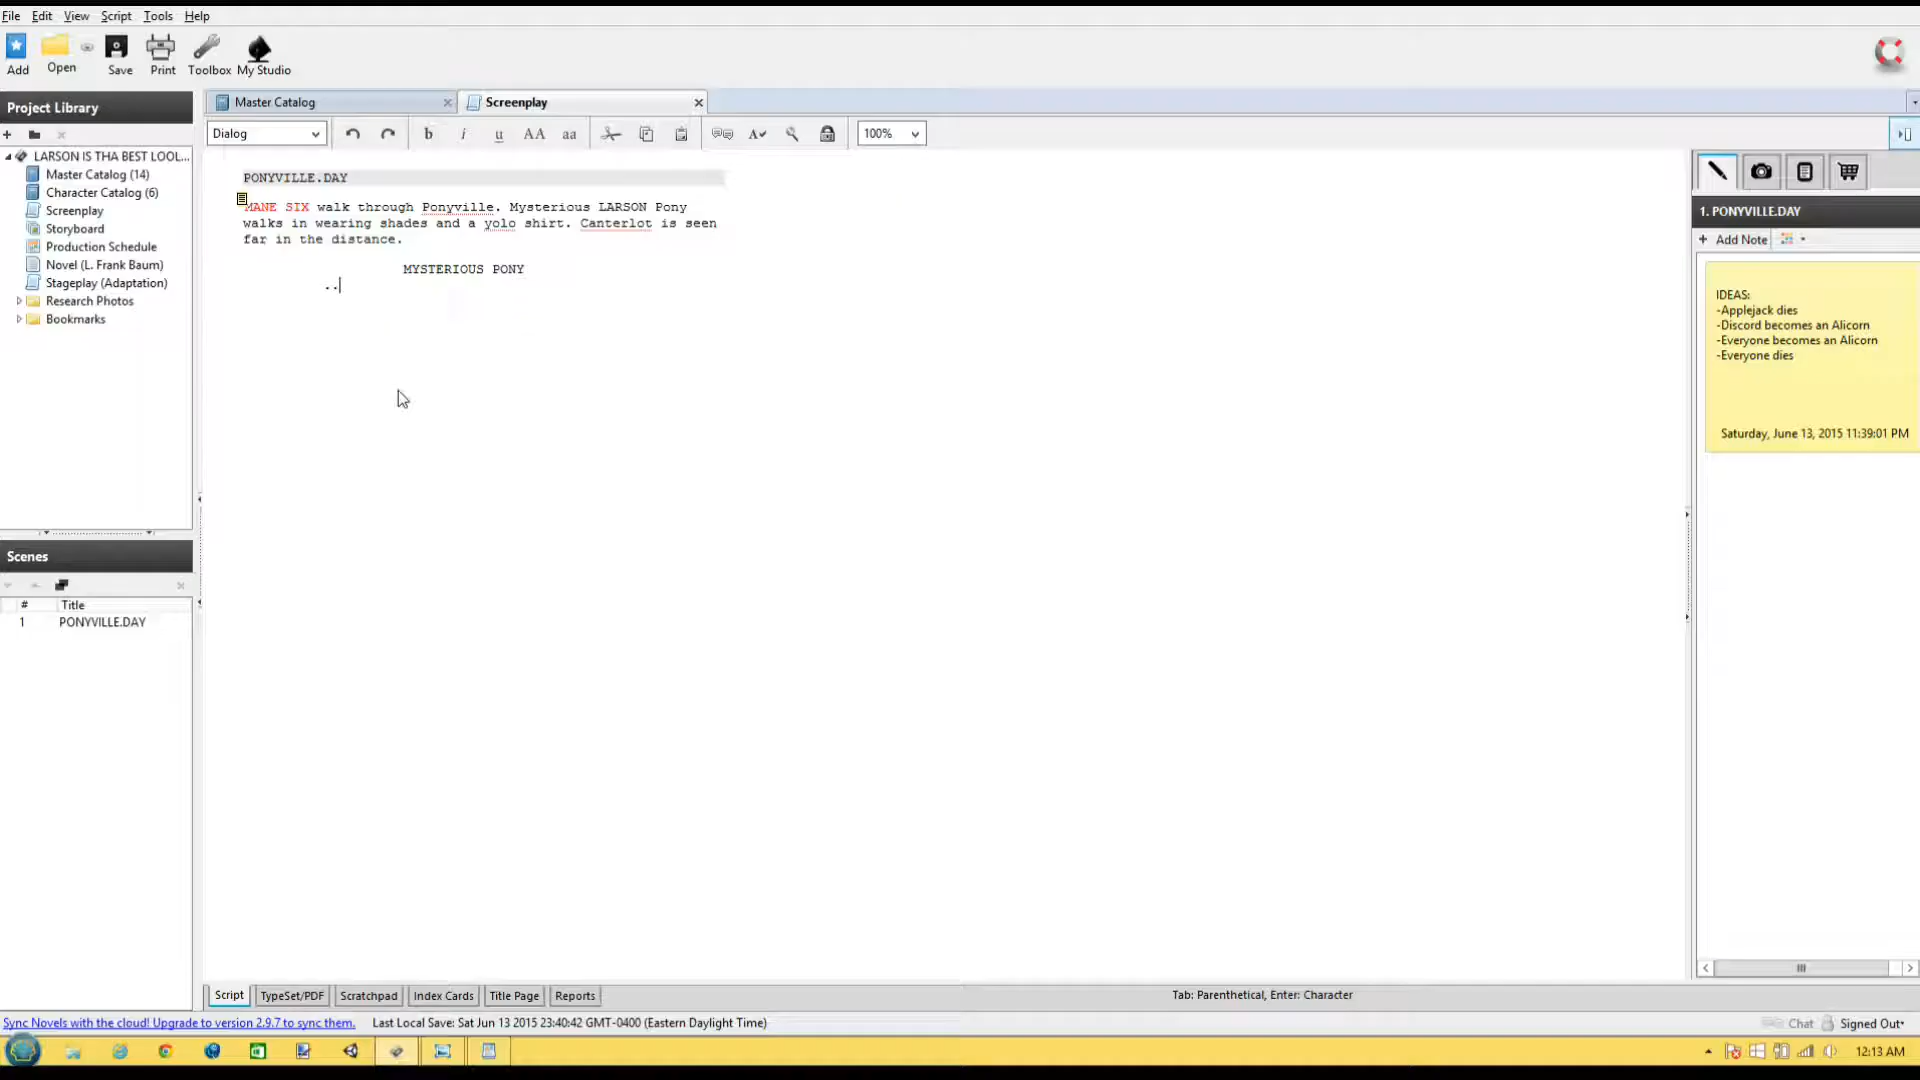 File Edit View Script Tools Help
Add Open Save Print Toolbox My Studio
Project Library
LARSON IS THA BEST LOOL...
Master Catalog (14)
Character Catalog (6)
Screenplay
Storyboard
Production Schedule
Novel (L. Frank Baum)
Stageplay (Adaptation)
Research Photos
Bookmarks
Scenes
# Title
1 PONYVILLE.DAY
Master Catalog Screenplay
Dialog b i u AA aa 100%
PONYVILLE.DAY
MANE SIX walk through Ponyville. Mysterious LARSON Pony
walks in wearing shades and a yolo shirt. Canterlot is seen
far in the distance.
MYSTERIOUS PONY
..
1. PONYVILLE.DAY
+ Add Note
IDEAS:
-Applejack dies
-Discord becomes an Alicorn
-Everyone becomes an Alicorn
-Everyone dies
Saturday, June 13, 2015 11:39:01 PM
Script TypeSet/PDF Scratchpad Index Cards Title Page Reports
Tab: Parenthetical, Enter: Character
Sync Novels with the cloud! Upgrade to version 2.9.7 to sync them. Last Local Save: Sat Jun 13 2015 23:40:42 GMT-0400 (Eastern Daylight Time)
Chat Signed Out
12:13 AM